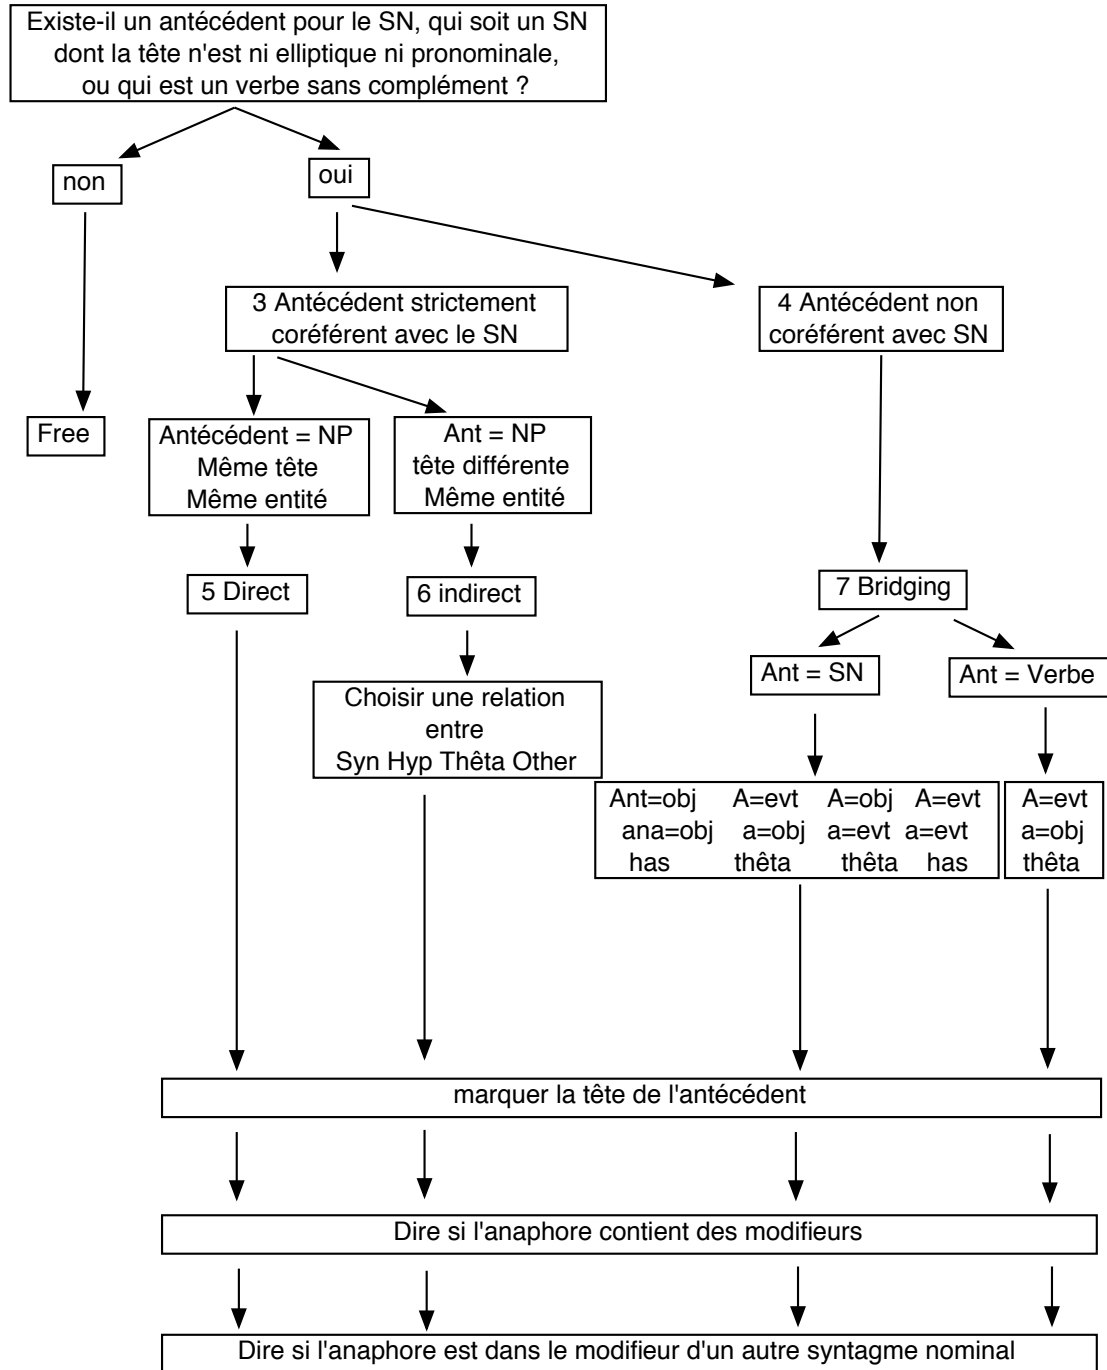 Existe-il un antécédent pour le SN, qui soit un SN
dont la tête n'est ni elliptique ni pronominale,
ou qui est un verbe sans complément ?
non
oui
3 Antécédent strictement
coréférent avec le SN
4 Antécédent non
coréférent avec SN
Free
Antécédent = NP
Même tête
Même entité
Ant = NP
tête différente
Même entité
5 Direct
6 indirect
7 Bridging
Ant = SN
Ant = Verbe
Choisir une relation
entre
Syn Hyp Thêta Other
Ant=obj A=evt A=obj A=evt
ana=obj a=obj a=evt a=evt
has thêta thêta has
A=evt
a=obj
thêta
marquer la tête de l'antécédent
Dire si l'anaphore contient des modifieurs
Dire si l'anaphore est dans le modifieur d'un autre syntagme nominal